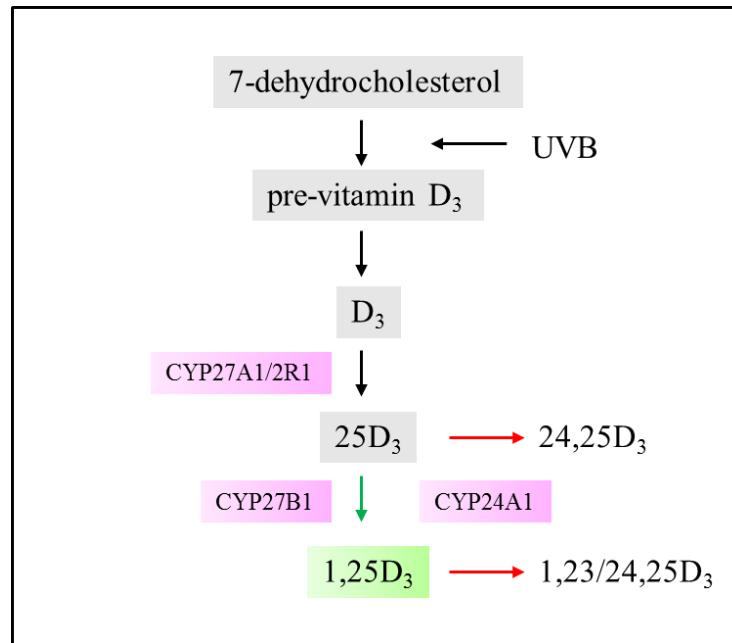 7-dehydrocholesterol
UVB
pre-vitamin D₃
D₃
CYP27A1/2R1
25D₃
24,25D₃
CYP27B1
CYP24A1
1,25D₃
1,23/24,25D₃